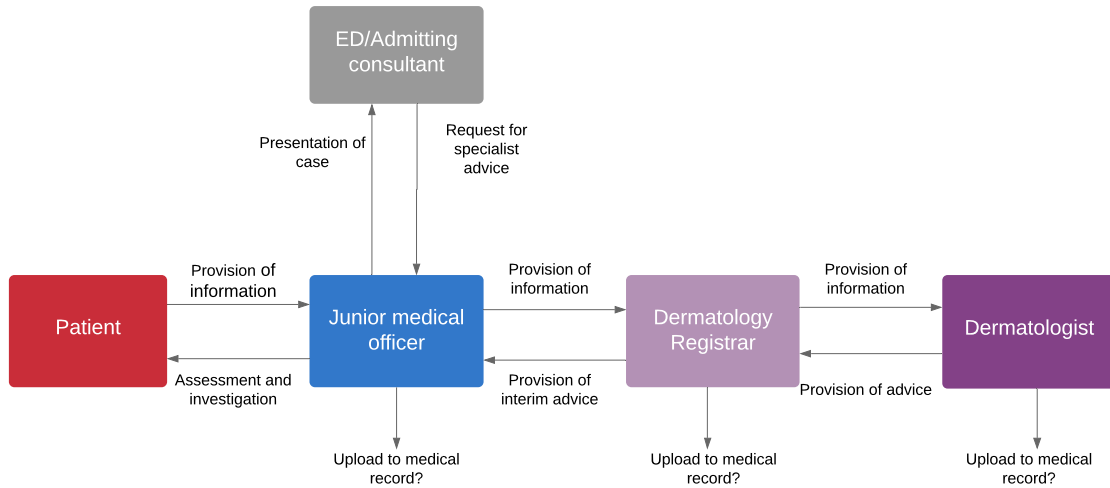 ED/Admitting
consultant
Presentation of
case
Request for
specialist
advice
Patient
Provision of
information
Assessment and
investigation
Junior medical
officer
Provision of
information
Provision of
interim advice
Dermatology
Registrar
Provision of
information
Provision of advice
Dermatologist
Upload to medical
record?
Upload to medical
record?
Upload to medical
record?